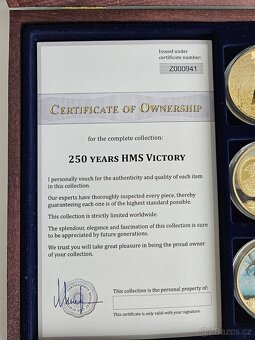 Issued under
certificate number:
Z000941
CERTIFICATE OF OWNERSHIP
for the complete collection:
250 YEARS HMS VICTORY
I personally vouch for the authenticity and quality of each item
in this collection.
Our experts have thoroughly inspected every piece, thereby
guaranteeing each one is of the highest standard possible.
This collection is strictly limited worldwide.
The splendour, elegance and fascination of this collection is sure
to be appreciated by future generations.
We trust you will take great pleasure in being the proud owner
of your collection.
This collection is the personal property of:
This certificate is only valid with your signature.
sbazos.cz